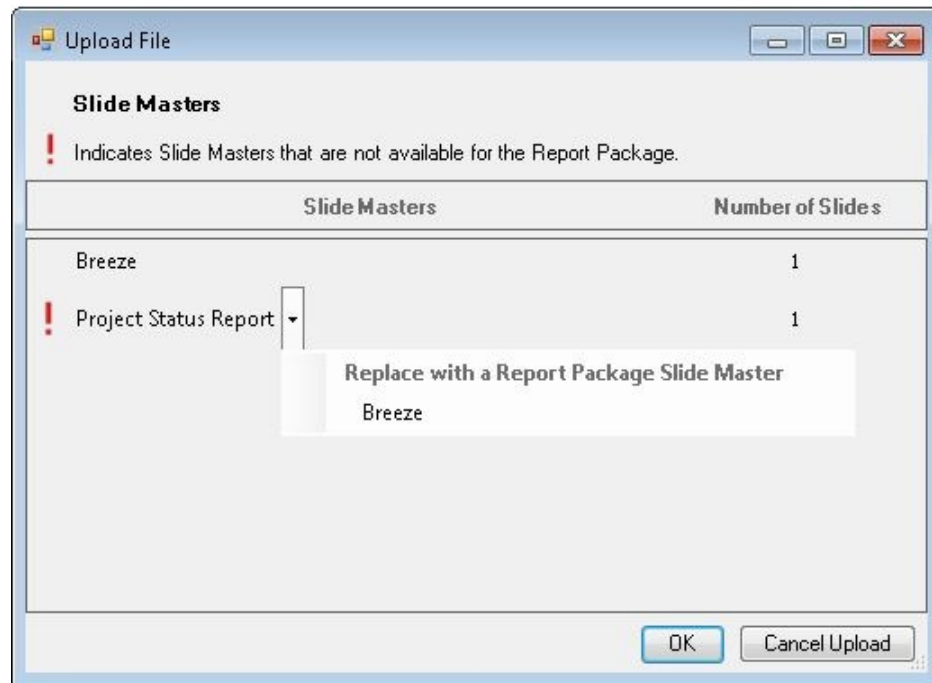 Upload File
Slide Masters
! Indicates Slide Masters that are not available for the Report Package.
Slide Masters Number of Slides
Breeze 1
! Project Status Report 1
Replace with a Report Package Slide Master
Breeze
OK Cancel Upload